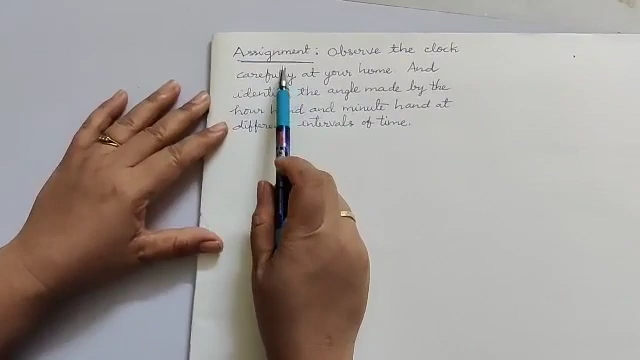 Assignment : Observe the clock
carefully at your home. And
the angle made by the
hour hand and minute hand at
different intervals of time.